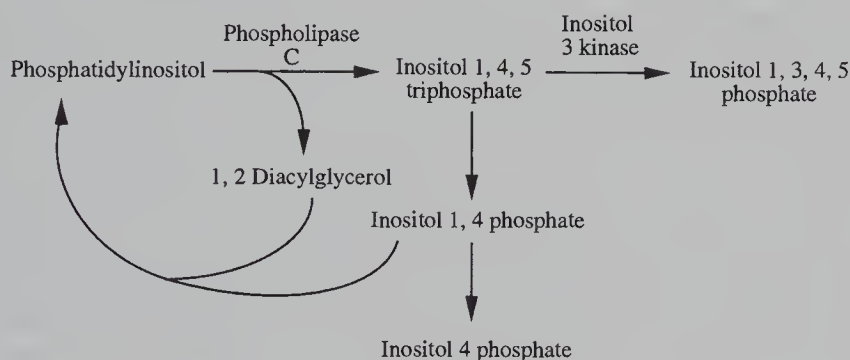 Phospholipase
C
Inositol
3 kinase
Phosphatidylinositol
Inositol 1, 4, 5
triphosphate
Inositol 1, 3, 4, 5
phosphate
1, 2 Diacylglycerol
Inositol 1, 4 phosphate
Inositol 4 phosphate